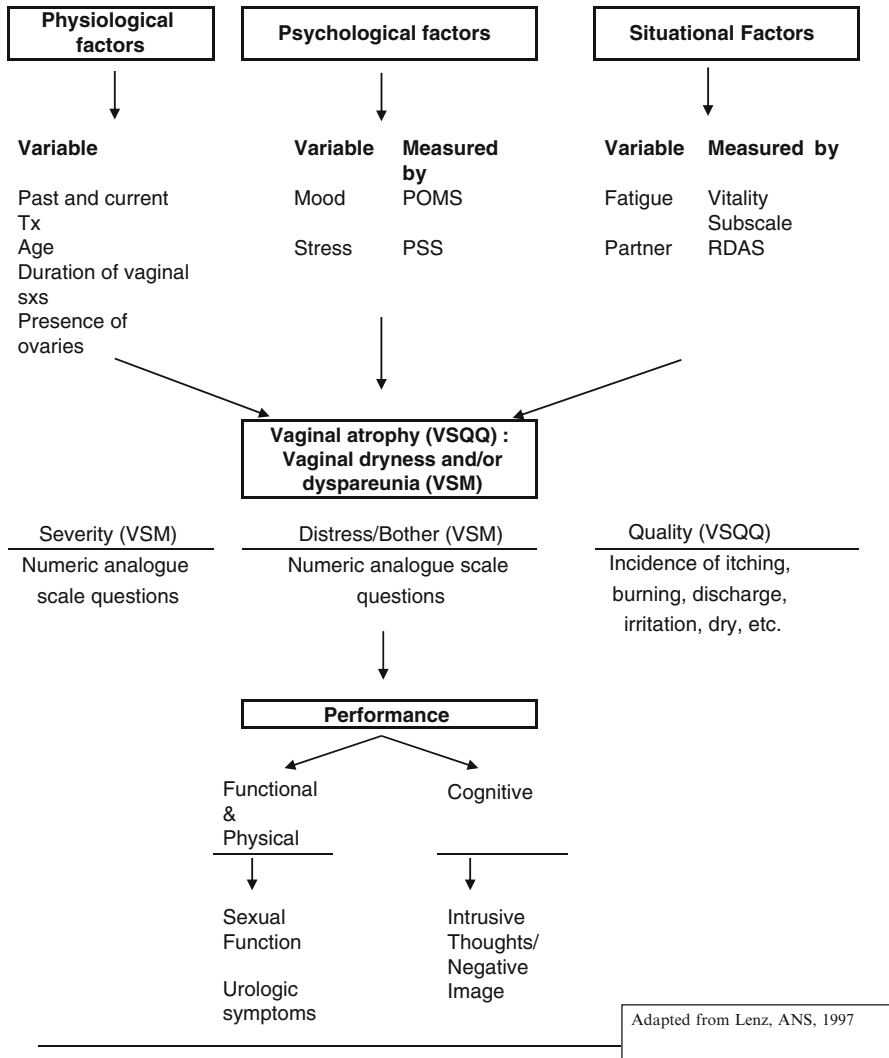 Physiological
factors
Psychological factors
Situational Factors
Variable
Past and current
Tx
Age
Duration of vaginal
sxs
Presence of
ovaries
Variable Measured
by
Mood POMS
Stress PSS
Variable Measured by
Fatigue Vitality
Subscale
Partner RDAS
Vaginal atrophy (VSQQ) :
Vaginal dryness and/or
dyspareunia (VSM)
Severity (VSM)
Numeric analogue
scale questions
Distress/Bother (VSM)
Numeric analogue scale
questions
Quality (VSQQ)
Incidence of itching,
burning, discharge,
irritation, dry, etc.
Performance
Functional
&
Physical
Cognitive
Sexual
Function
Urologic
symptoms
Intrusive
Thoughts/
Negative
Image
Adapted from Lenz, ANS, 1997